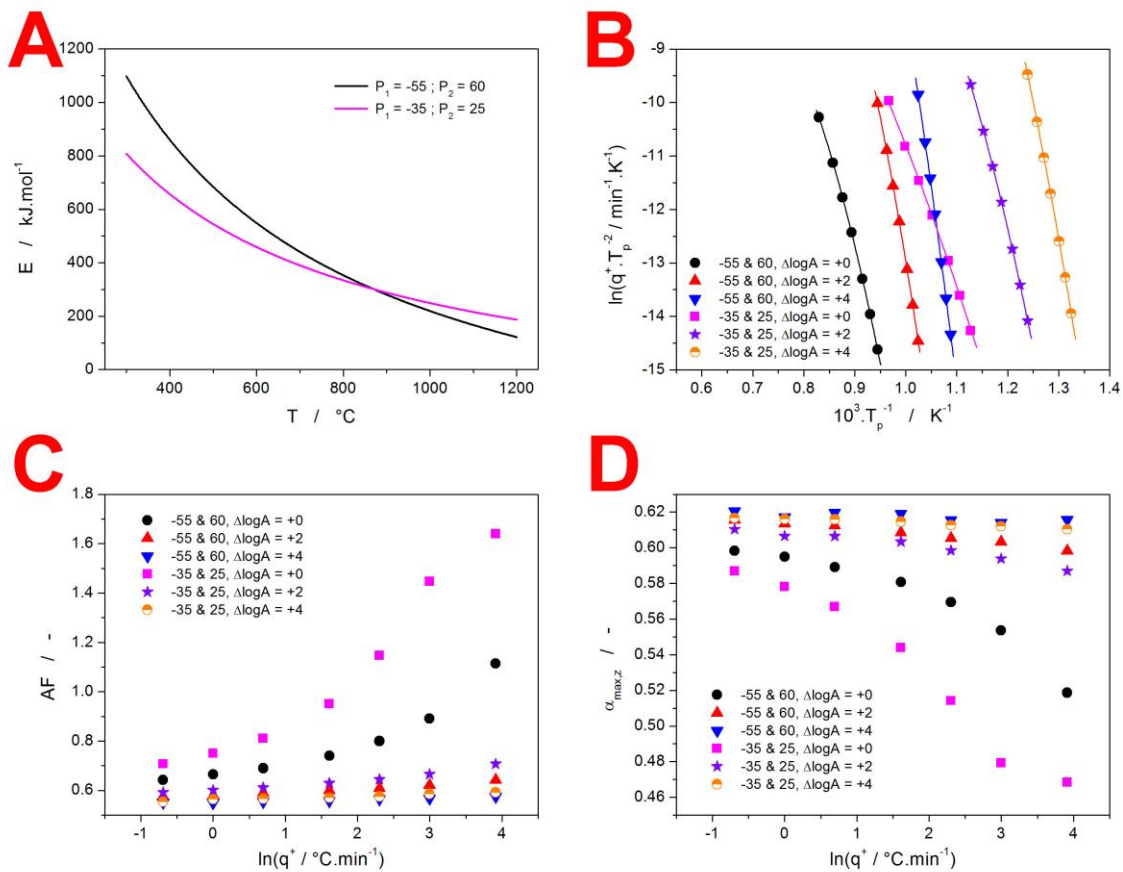 A
1200
1000
800
600
400
200
0
E / kJ.mol⁻¹
P₁ = -55 ; P₂ = 60
P₁ = -35 ; P₂ = 25
400 600 800 1000 1200
T / °C
B
-9
-10
-11
-12
-13
-14
-15
ln(q⁺.Tₚ⁻² / min⁻¹.K⁻¹)
-55 & 60, ΔlogA = +0
-55 & 60, ΔlogA = +2
-55 & 60, ΔlogA = +4
-35 & 25, ΔlogA = +0
-35 & 25, ΔlogA = +2
-35 & 25, ΔlogA = +4
0.6 0.7 0.8 0.9 1.0 1.1 1.2 1.3 1.4
10³.Tₚ⁻¹ / K⁻¹
C
1.8
1.6
1.4
1.2
1.0
0.8
0.6
AF / -
-55 & 60, ΔlogA = +0
-55 & 60, ΔlogA = +2
-55 & 60, ΔlogA = +4
-35 & 25, ΔlogA = +0
-35 & 25, ΔlogA = +2
-35 & 25, ΔlogA = +4
-1 0 1 2 3 4
ln(q⁺ / °C.min⁻¹)
D
0.62
0.60
0.58
0.56
0.54
0.52
0.50
0.48
0.46
α_max,z / -
-55 & 60, ΔlogA = +0
-55 & 60, ΔlogA = +2
-55 & 60, ΔlogA = +4
-35 & 25, ΔlogA = +0
-35 & 25, ΔlogA = +2
-35 & 25, ΔlogA = +4
-1 0 1 2 3 4
ln(q⁺ / °C.min⁻¹)